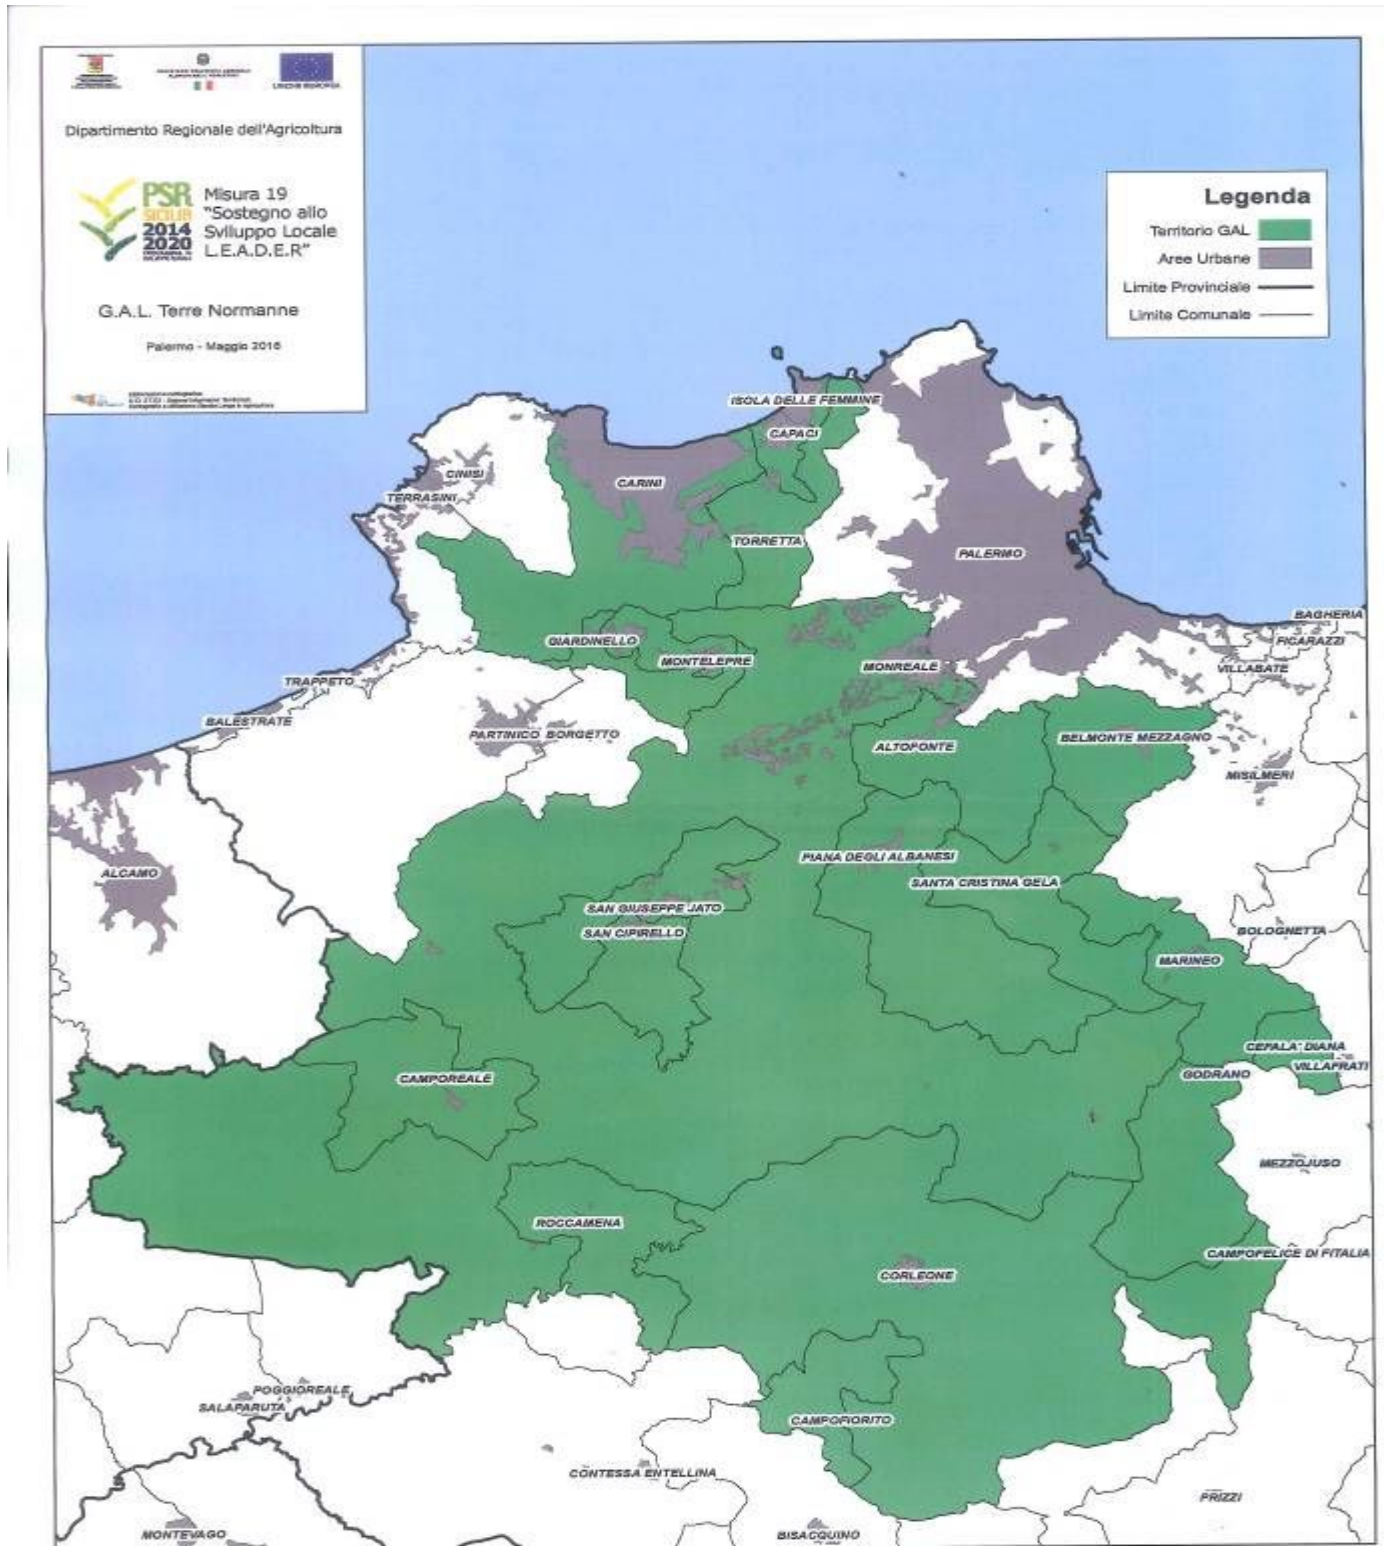 UNIONE EUROPEA
Dipartimento Regionale dell'Agricoltura
PSR
SICILIA
2014
2020
Misura 19
"Sostegno allo
Sviluppo Locale
L.E.A.D.E.R"
G.A.L. Terre Normanne
Palermo - Maggio 2016
Legenda
Territorio GAL
Aree Urbane
Limite Provinciale
Limite Comunale
ISOLA DELLE FEMMINE
CAPACI
CINISI
CARINI
TERRASINI
TORRETTA
PALERMO
BAGHERIA
FICARAZZI
GIARDINELLO
MONTELEPRE
MONREALE
VILLABATE
TRAPPETO
BALESTRATE
PARTINICO
BORGETTO
ALTOFONTE
BELMONTE MEZZAGNO
MISILMERI
PIANA DEGLI ALBANESI
ALCAMO
SANTA CRISTINA GELA
SAN GIUSEPPE JATO
SAN CIPIRELLO
BOLOGNETTA
MARINEO
CEFALA' DIANA
VILLAFRATI
CAMPOREALE
GODRANO
MEZZOJUSO
ROCCAMENA
CAMPOFELICE DI FITALIA
CORLEONE
POGGIOREALE
SALAPARUTA
CAMPOFIORITO
CONTESSA ENTELLINA
PRIZZI
MONTEVAGO
BISACQUINO